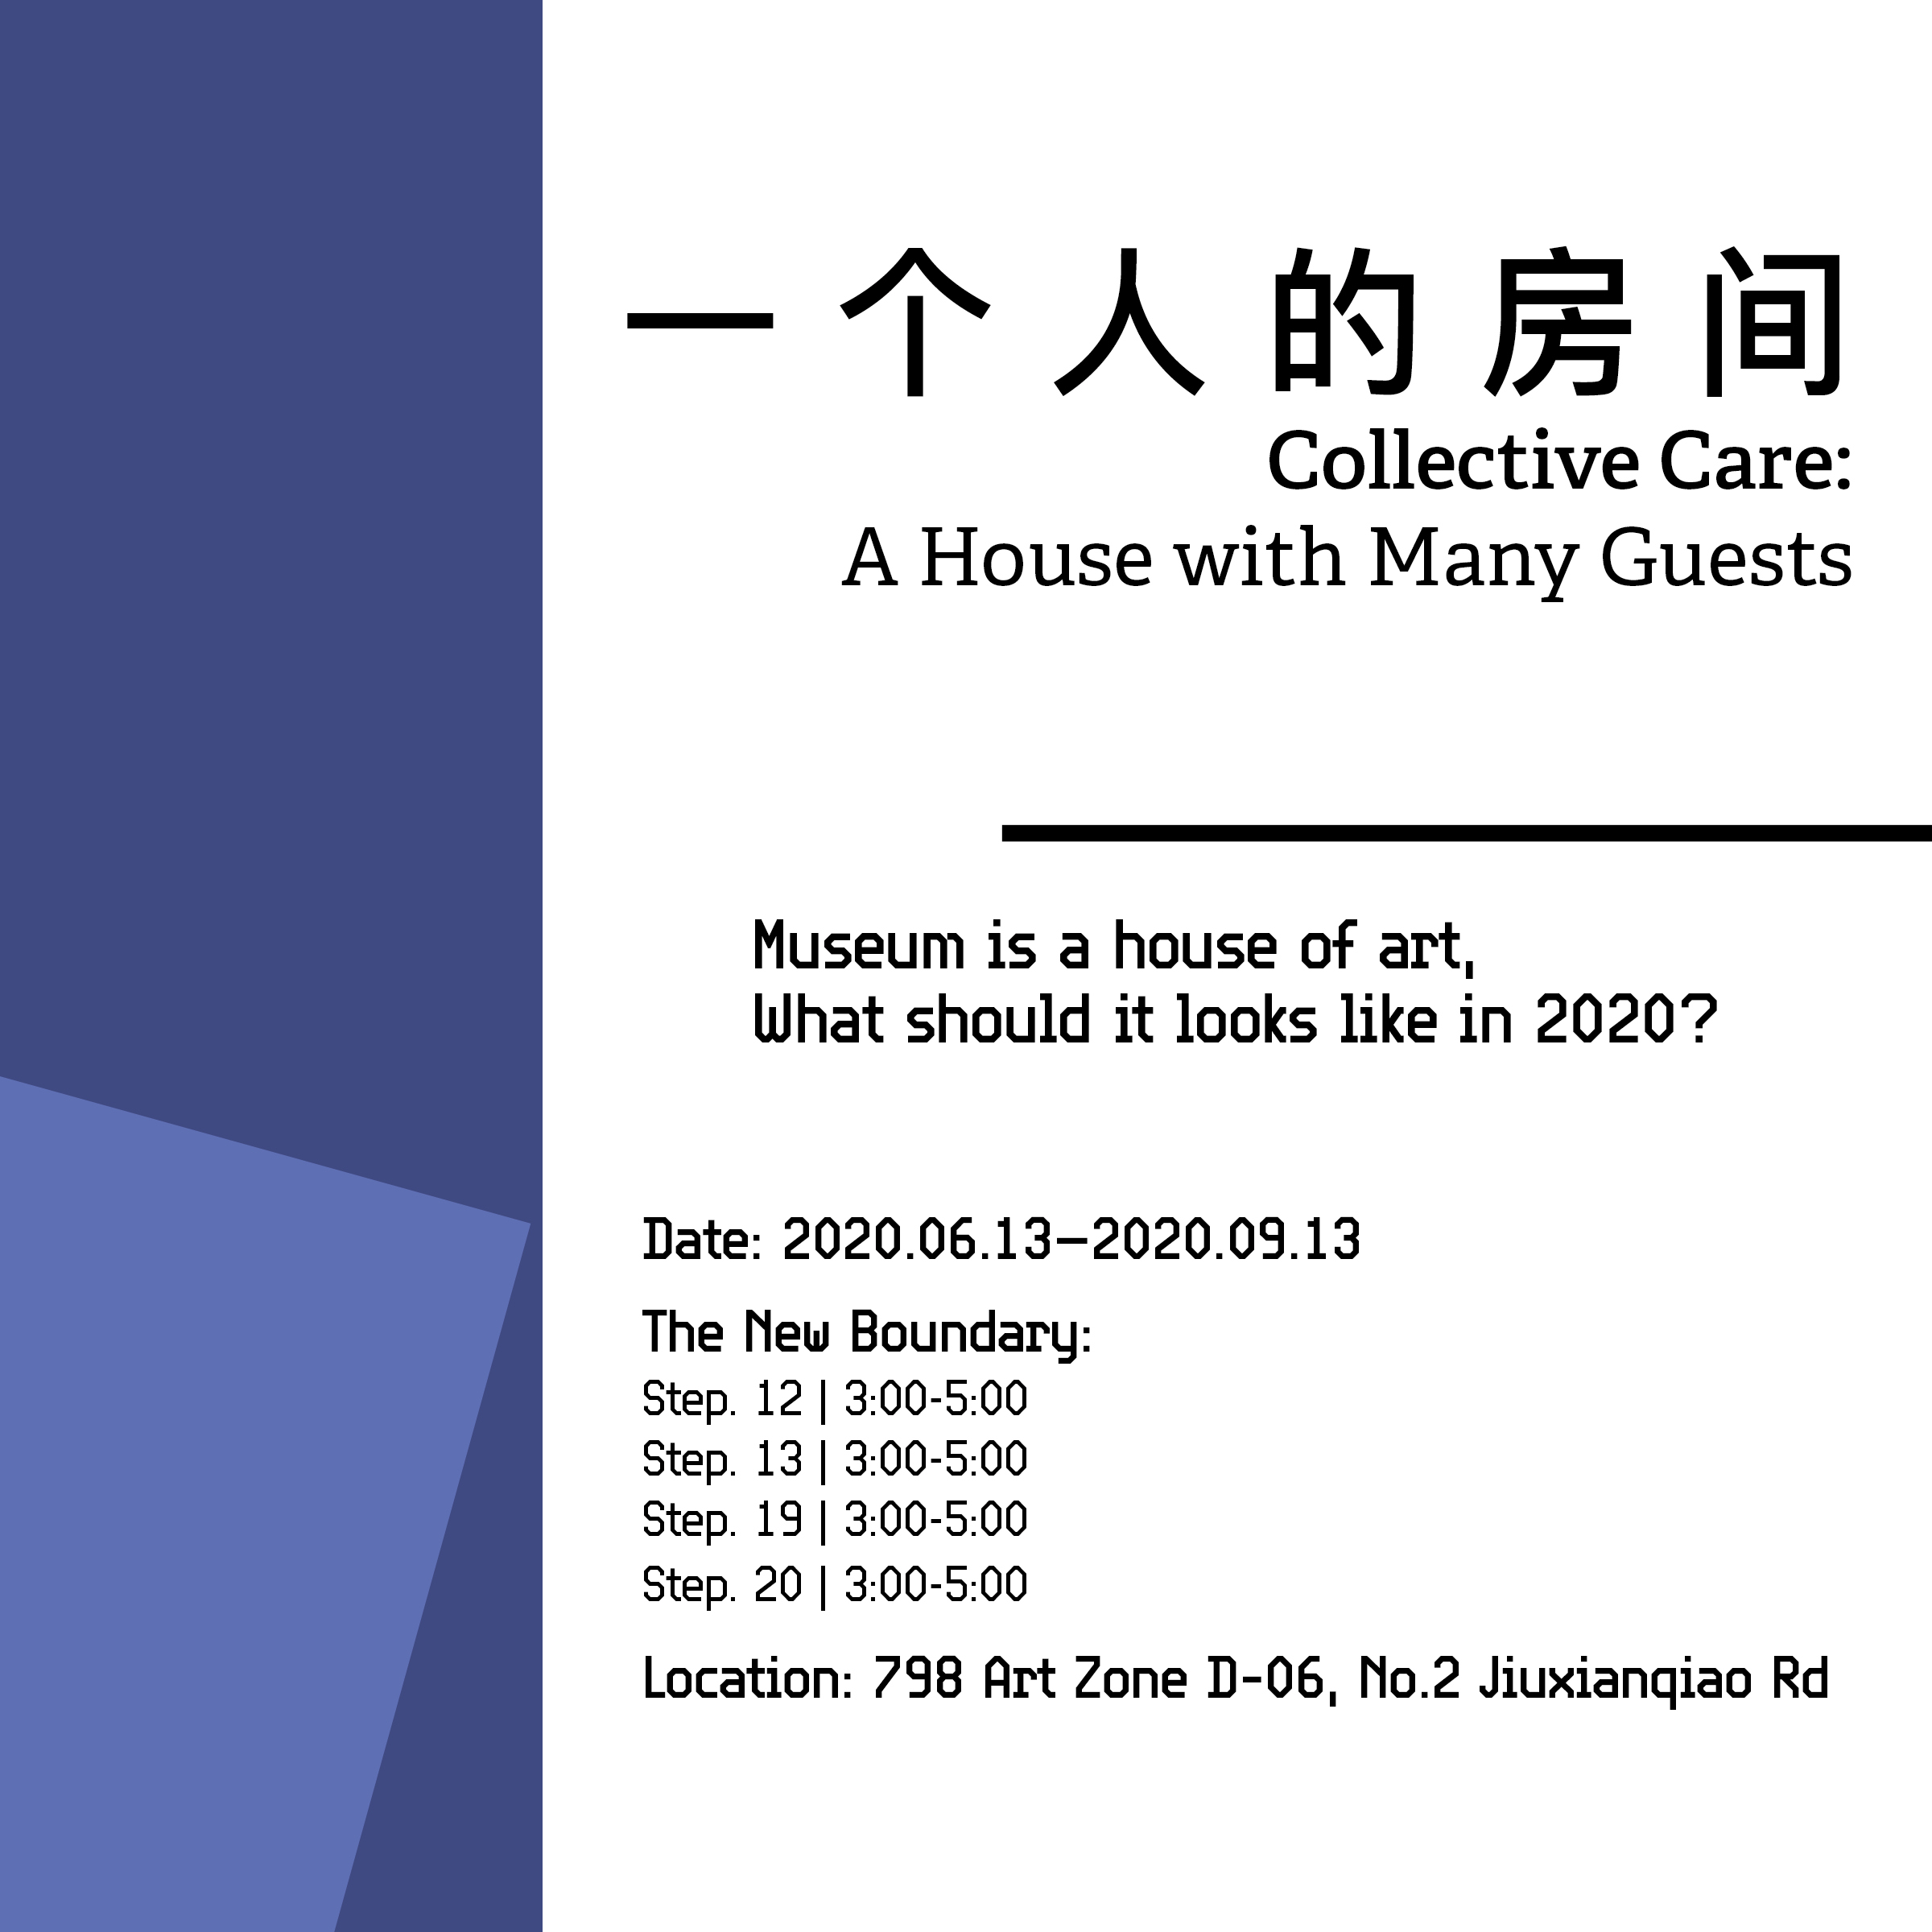 一个人的房间
Collective Care:
A House with Many Guests
Museum is a house of art,
What should it looks like in 2020?
Date: 2020.06.13—2020.09.13
The New Boundary:
Step. 12 | 3:00-5:00
Step. 13 | 3:00-5:00
Step. 19 | 3:00-5:00
Step. 20 | 3:00-5:00
Location: 798 Art Zone D-06, No.2 Jiuxianqiao Rd